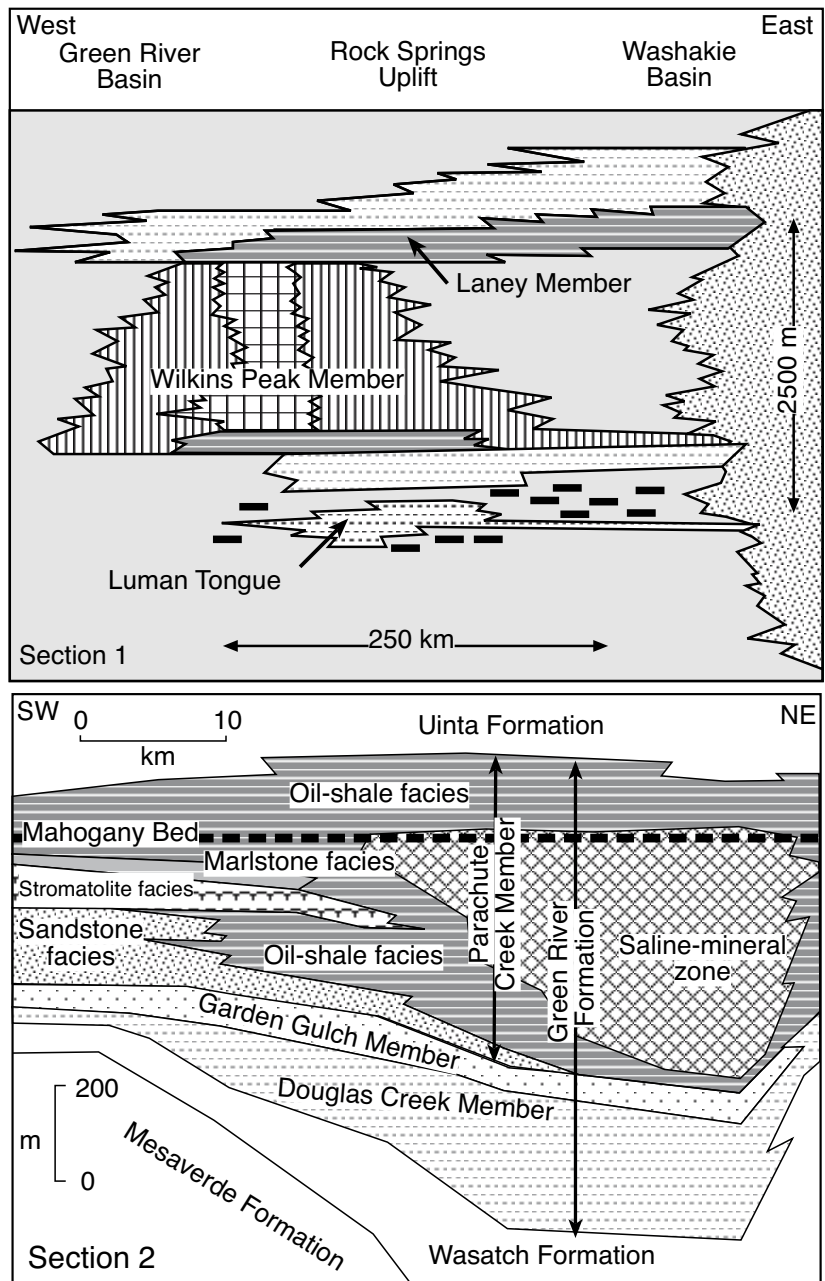 West
East
Green River
Basin
Rock Springs
Uplift
Washakie
Basin
Laney Member
Wilkins Peak Member
2500 m
Luman Tongue
250 km
Section 1
SW
NE
0 10
km
Uinta Formation
Oil-shale facies
Mahogany Bed
Marlstone facies
Stromatolite facies
Sandstone
facies
Oil-shale facies
Parachute
Creek Member
Green River
Formation
Saline-mineral
zone
Garden Gulch Member
Douglas Creek Member
200
m
0
Mesaverde Formation
Section 2
Wasatch Formation